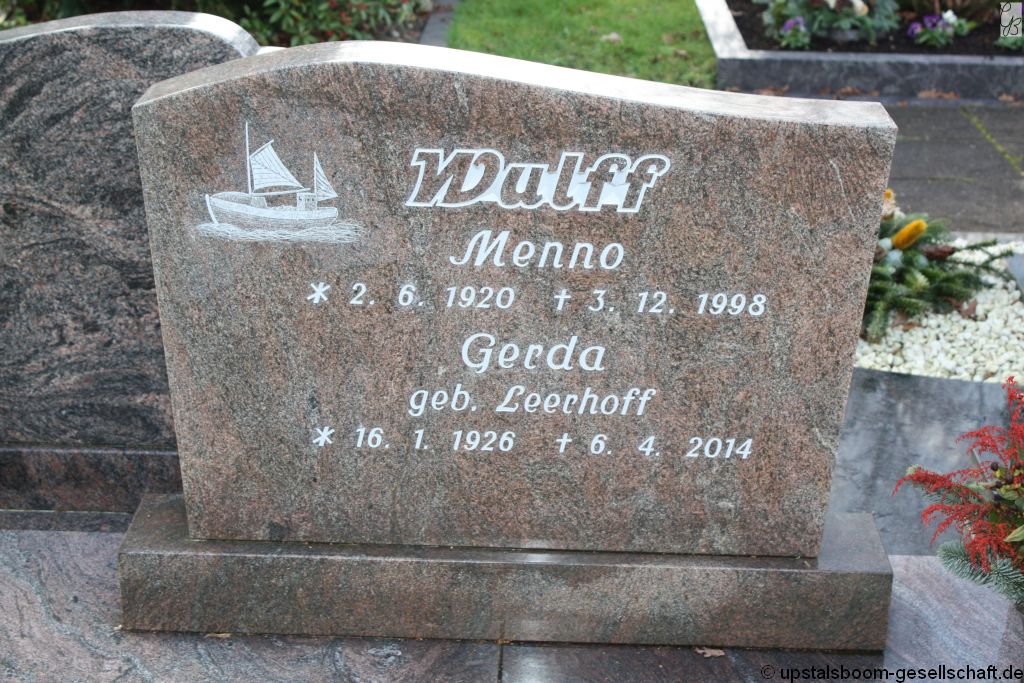 Wulff
Menno
* 2. 6. 1920 † 3. 12. 1998
Gerda
geb. Leerhoff
* 16. 1. 1926 † 6. 4. 2014
© upstalsboom-gesellschaft.de